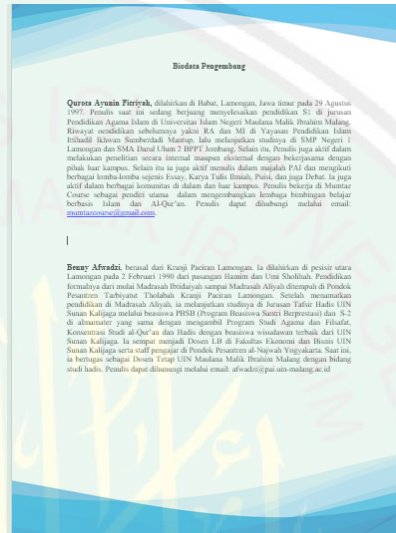 Biodata Pengembang
Qurota Ayunin Fitriyah, dilahirkan di Babat, Lamongan, Jawa timur pada 29 Agustus
1997. Penulis saat ini sedang berjuang menyelesaikan pendidikan S1 di jurusan
Pendidikan Agama Islam di Universitas Islam Negeri Maulana Malik Ibrahim Malang.
Riwayat oendidikan sebelumnya yakni RA dan MI di Yayasan Pendidikan Islam
Ittihadil Ikhwan Sumberdadi Mantup, lalu melanjutkan studinya di SMP Negeri 1
Lamongan dan SMA Darul Ulum 2 BPPT Jombang. Selain itu, Penulis juga aktif dalam
melakukan penelitian secara internal maupun eksternal dengan bekerjasama dengan
pihak luar kampus. Selain itu ia juga aktif menulis dalam majalah PAI dan mengikuti
berbagai lomba-lomba sejenis Essay, Karya Tulis Ilmiah, Puisi, dan juga Debat. Ia juga
aktif dalam berbagai komunitas di dalam dan luar kampus. Penulis bekerja di Mumtaz
Course sebagai pendiri utama dalam mengembangkan lembaga bimbingan belajar
berbasis Islam dan Al-Qur'an. Penulis dapat dihubungi melalui email:
mumtazcourse@email.com.
Benny Afwadzi, berasal dari Kranji Paciran Lamongan. Ia dilahirkan di pesisir utara
Lamongan pada 2 Februari 1990 dari pasangan Hamim dan Umi Sholihah. Pendidikan
formalnya dari mulai Madrasah Ibtidaiyah sampai Madrasah Aliyah ditempuh di Pondok
Pesantren Tarbiyatut Tholabah Kranji Paciran Lamongan. Setelah menamatkan
pendidikan di Madrasah Aliyah, ia melanjutkan studinya di Jurusan Tafsir Hadis UIN
Sunan Kalijaga melalui beasiswa PBSB (Program Beasiswa Santri Berprestasi) dan S-2
di almamater yang sama dengan mengambil Program Studi Agama dan Filsafat,
Konsentrasi Studi al-Qur'an dan Hadis dengan beasiswa wisudawan terbaik dari UIN
Sunan Kalijaga. Ia sempat menjadi Dosen LB di Fakultas Ekonomi dan Bisnis UIN
Sunan Kalijaga serta staff pengajar di Pondok Pesantren al-Najwah Yogyakarta. Saat ini,
ia bertugas sebagai Dosen Tetap UIN Maulana Malik Ibrahim Malang dengan bidang
studi hadis. Penulis dapat dihunungi melalui email: afwadzi@pai.uin-malang.ac.id